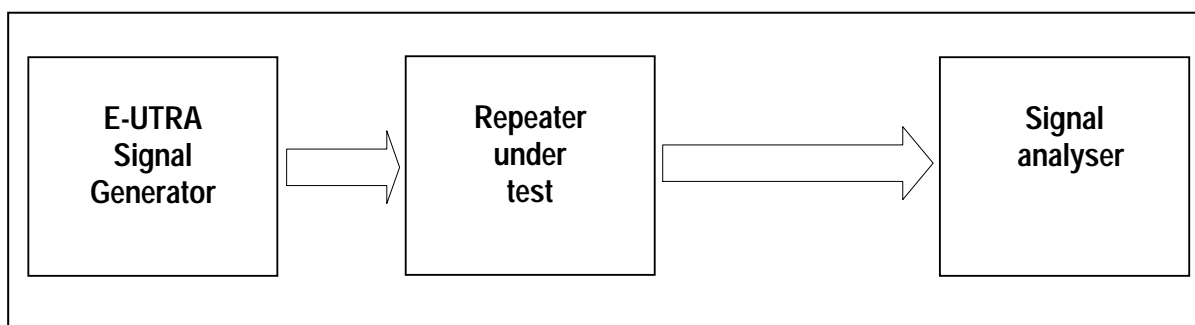 E-UTRA
Signal
Generator
Repeater
under
test
Signal
analyser